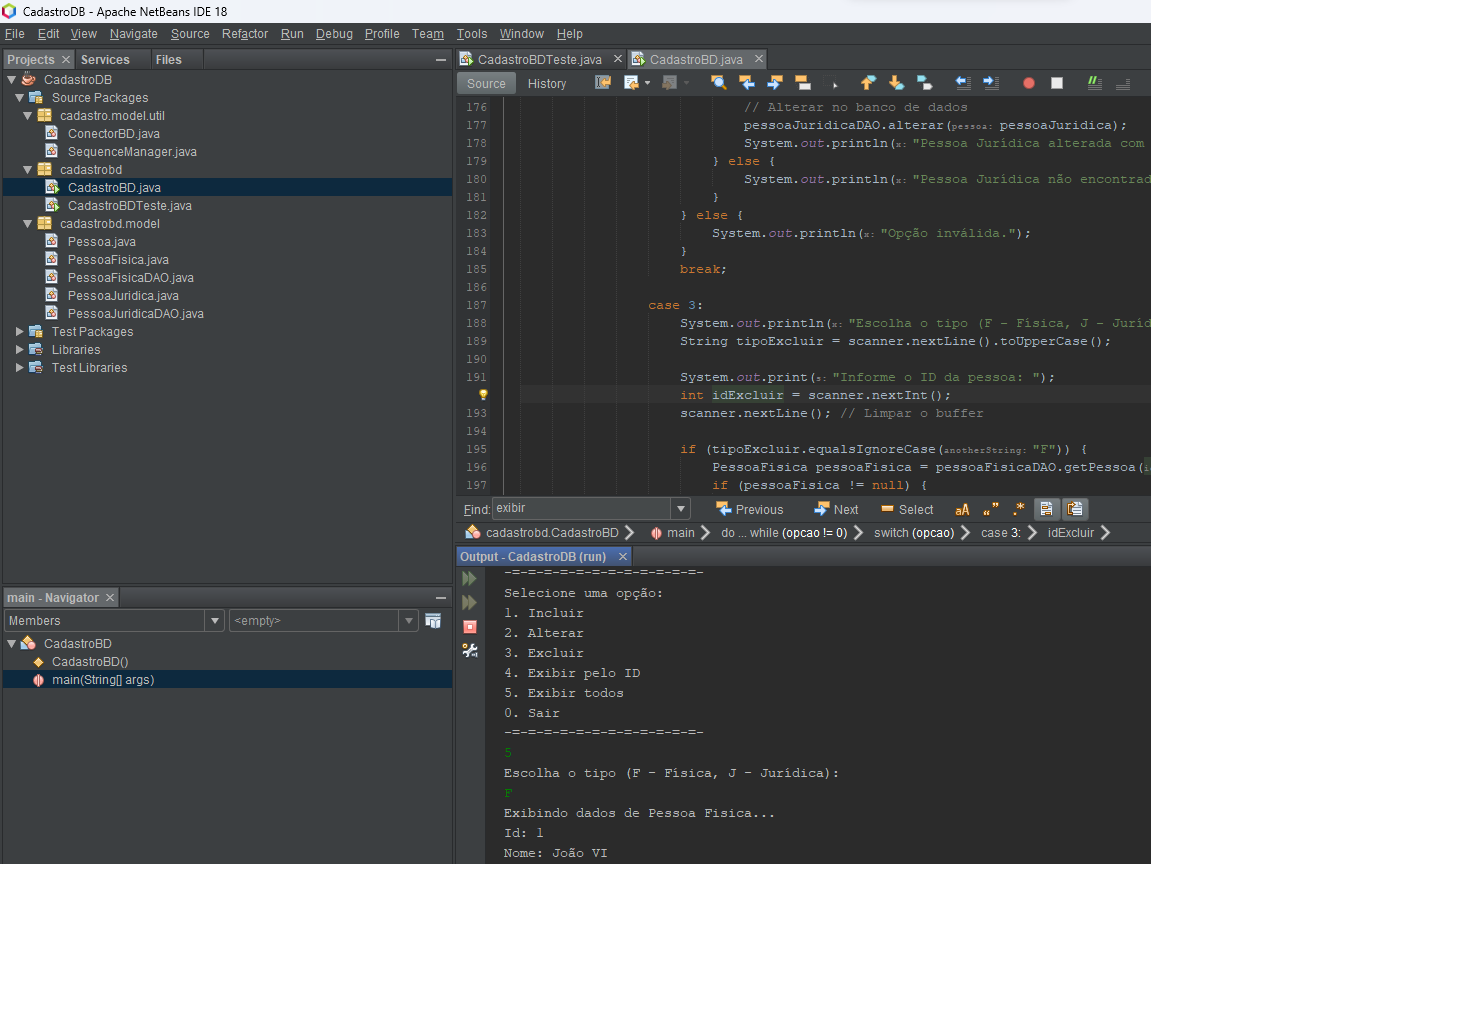 CadastroDB - Apache NetBeans IDE 18
File Edit View Navigate Source Refactor Run Debug Profile Team Tools Window Help
Projects Services Files
CadastroDB
Source Packages
cadastro.model.util
ConectorBD.java
SequenceManager.java
cadastrobd
CadastroBD.java
CadastroBDTeste.java
cadastrobd.model
Pessoa.java
PessoaFisica.java
PessoaFisicaDAO.java
PessoaJuridica.java
PessoaJuridicaDAO.java
Test Packages
Libraries
Test Libraries
main - Navigator
Members <empty>
CadastroBD
CadastroBD()
main(String[] args)
CadastroBDTeste.java CadastroBD.java
Source History
176 // Alterar no banco de dados
177 pessoaJuridicaDAO.alterar(pessoa: pessoaJuridica);
178 System.out.println(x: "Pessoa Jurídica alterada com
179 } else {
180 System.out.println(x: "Pessoa Jurídica não encontrad
181 }
182 } else {
183 System.out.println(x: "Opção inválida.");
184 }
185 break;
186
187 case 3:
188 System.out.println(x: "Escolha o tipo (F - Física, J - Juríd
189 String tipoExcluir = scanner.nextLine().toUpperCase();
190
191 System.out.print(s: "Informe o ID da pessoa: ");
int idExcluir = scanner.nextInt();
193 scanner.nextLine(); // Limpar o buffer
194
195 if (tipoExcluir.equalsIgnoreCase(anotherString: "F")) {
196 PessoaFisica pessoaFisica = pessoaFisicaDAO.getPessoa(
197 if (pessoaFisica != null) {
Find: exibir Previous Next Select aA “” .*
cadastrobd.CadastroBD main do ... while (opcao != 0) switch (opcao) case 3: idExcluir
Output - CadastroDB (run)
-=-=-=-=-=-=-=-=-=-=-=-=-
Selecione uma opção:
1. Incluir
2. Alterar
3. Excluir
4. Exibir pelo ID
5. Exibir todos
0. Sair
-=-=-=-=-=-=-=-=-=-=-=-=-
5
Escolha o tipo (F - Física, J - Jurídica):
F
Exibindo dados de Pessoa Fisica...
Id: 1
Nome: João VI